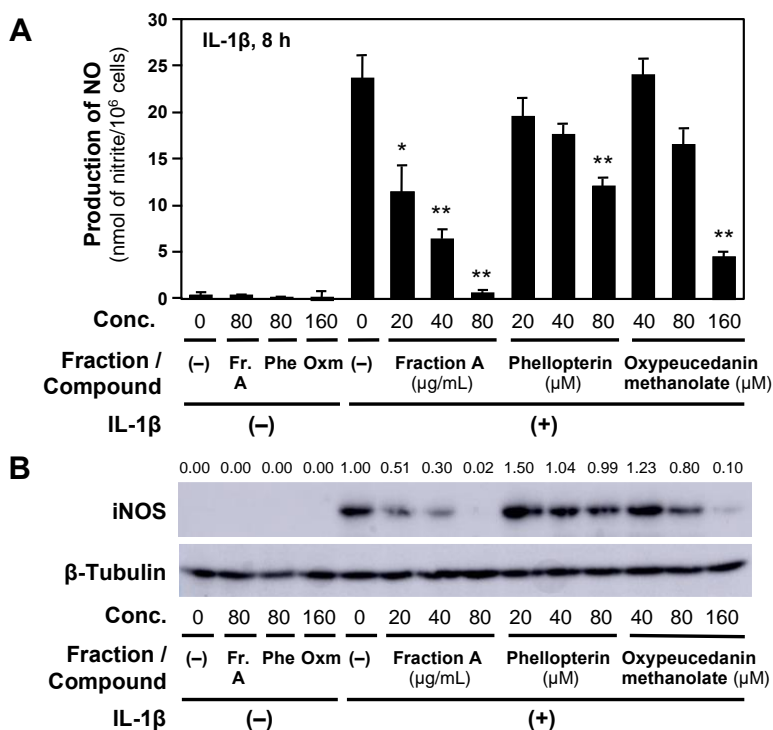 A
Production of NO
(nmol of nitrite/10⁶ cells)
30
25
20
15
10
5
0
IL-1β, 8 h
*
**
**
**
**
Conc.
0 80 80 160 0 20 40 80 20 40 80 40 80 160
Fraction / Compound
(–) Fr. A Phe Oxm (–) Fraction A (µg/mL) Phellopterin (µM) Oxypeucedanin methanolate (µM)
IL-1β (–) (+)
B
0.00 0.00 0.00 0.00 1.00 0.51 0.30 0.02 1.50 1.04 0.99 1.23 0.80 0.10
iNOS
β-Tubulin
Conc. 0 80 80 160 0 20 40 80 20 40 80 40 80 160
Fraction / Compound
(–) Fr. A Phe Oxm (–) Fraction A (µg/mL) Phellopterin (µM) Oxypeucedanin methanolate (µM)
IL-1β (–) (+)